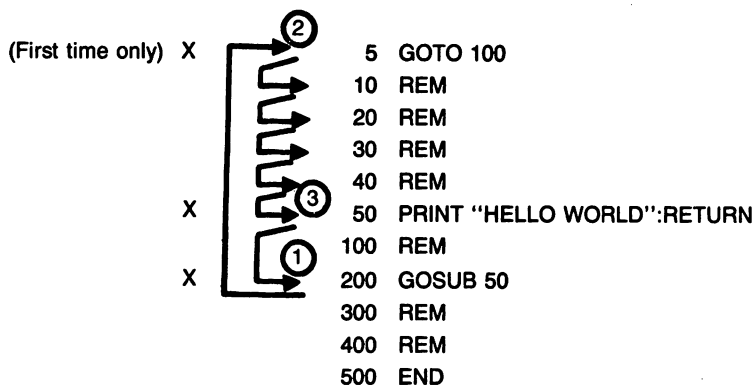 ②
(First time only) X 5 GOTO 100
10 REM
20 REM
30 REM
40 REM
③
X 50 PRINT “HELLO WORLD”:RETURN
100 REM
①
X 200 GOSUB 50
300 REM
400 REM
500 END